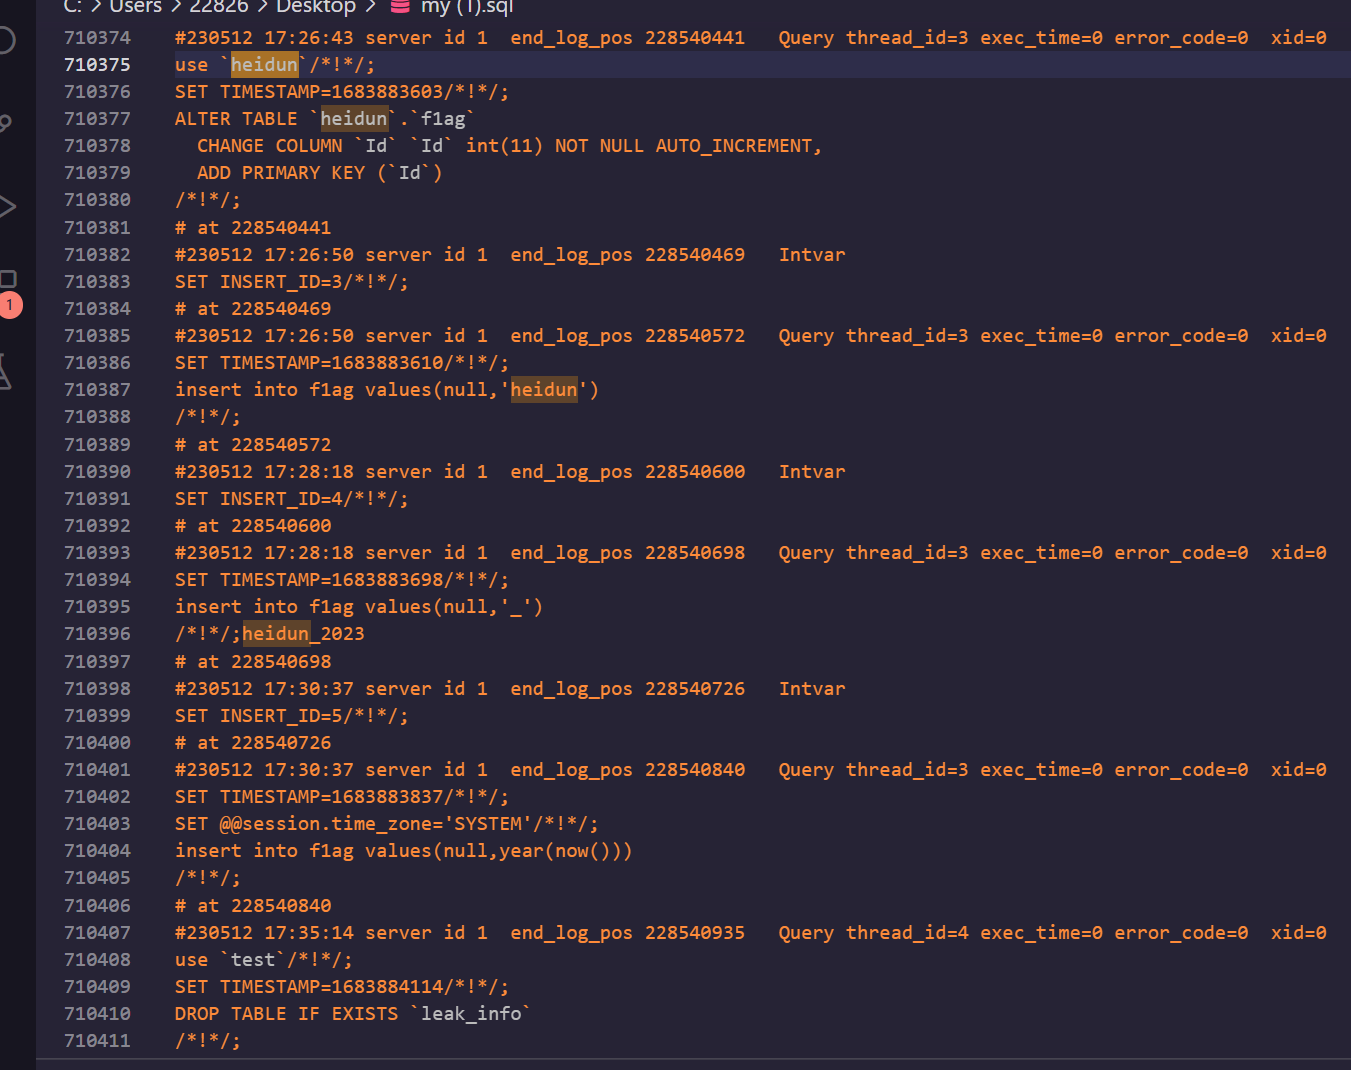 C: > Users > 22826 > Desktop > my (1).sql
710374 #230512 17:26:43 server id 1  end_log_pos 228540441   Query thread_id=3 exec_time=0 error_code=0  xid=0
710375 use `heidun`/*!*/;
710376 SET TIMESTAMP=1683883603/*!*/;
710377 ALTER TABLE `heidun`.`f1ag`
710378   CHANGE COLUMN `Id` `Id` int(11) NOT NULL AUTO_INCREMENT,
710379   ADD PRIMARY KEY (`Id`)
710380 /*!*/;
710381 # at 228540441
710382 #230512 17:26:50 server id 1  end_log_pos 228540469   Intvar
710383 SET INSERT_ID=3/*!*/;
710384 # at 228540469
710385 #230512 17:26:50 server id 1  end_log_pos 228540572   Query thread_id=3 exec_time=0 error_code=0  xid=0
710386 SET TIMESTAMP=1683883610/*!*/;
710387 insert into f1ag values(null,'heidun')
710388 /*!*/;
710389 # at 228540572
710390 #230512 17:28:18 server id 1  end_log_pos 228540600   Intvar
710391 SET INSERT_ID=4/*!*/;
710392 # at 228540600
710393 #230512 17:28:18 server id 1  end_log_pos 228540698   Query thread_id=3 exec_time=0 error_code=0  xid=0
710394 SET TIMESTAMP=1683883698/*!*/;
710395 insert into f1ag values(null,'_')
710396 /*!*/;heidun_2023
710397 # at 228540698
710398 #230512 17:30:37 server id 1  end_log_pos 228540726   Intvar
710399 SET INSERT_ID=5/*!*/;
710400 # at 228540726
710401 #230512 17:30:37 server id 1  end_log_pos 228540840   Query thread_id=3 exec_time=0 error_code=0  xid=0
710402 SET TIMESTAMP=1683883837/*!*/;
710403 SET @@session.time_zone='SYSTEM'/*!*/;
710404 insert into f1ag values(null,year(now()))
710405 /*!*/;
710406 # at 228540840
710407 #230512 17:35:14 server id 1  end_log_pos 228540935   Query thread_id=4 exec_time=0 error_code=0  xid=0
710408 use `test`/*!*/;
710409 SET TIMESTAMP=1683884114/*!*/;
710410 DROP TABLE IF EXISTS `leak_info`
710411 /*!*/;
1